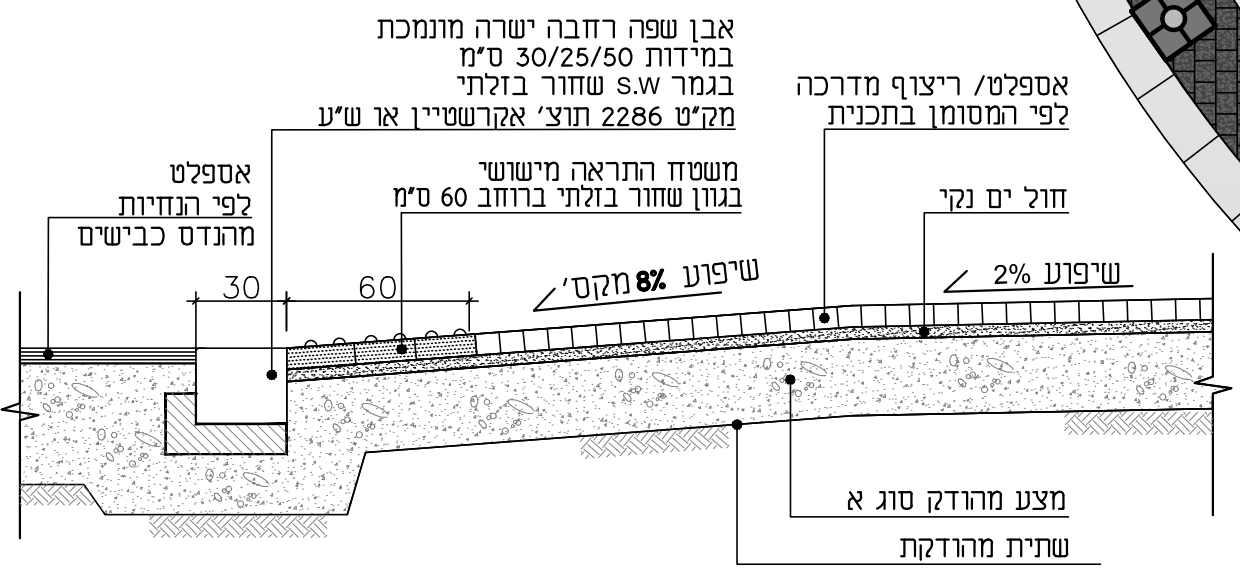 אבן שפה רחבה ישרה מונמכת
במידות 30/25/50 ס"מ
בגמר S.W שחור בזלתי
מק"ט 2286 תוצ' אקרשטיין או ש"ע
אספלט/ ריצוף מדרכה
לפי המסומן בתכנית
משטח התראה מישושי
בגוון שחור בזלתי ברוחב 60 ס"מ
חול ים נקי
אספלט
לפי הנחיות
מהנדס כבישים
שיפוע 2%
שיפוע 8% מקס'
60
30
מצע מהודק סוג א
שתית מהודקת